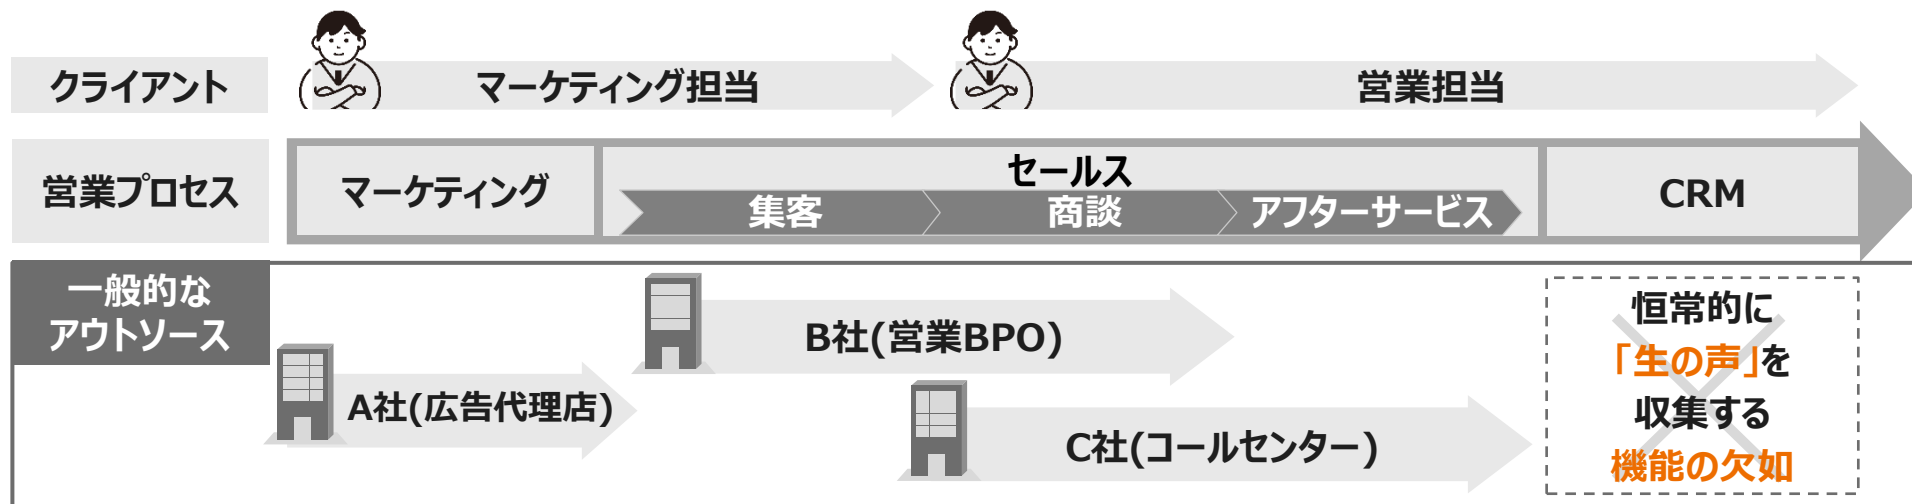 クライアント
マーケティング担当
営業担当
営業プロセス
マーケティング
セールス
集客
商談
アフターサービス
CRM
一般的な
アウトソース
A社(広告代理店)
B社(営業BPO)
C社(コールセンター)
恒常的に
「生の声」を
収集する
機能の欠如